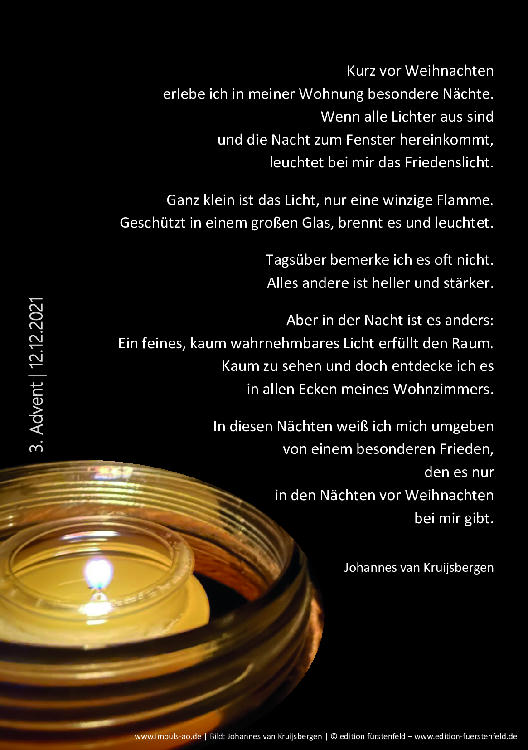 Kurz vor Weihnachten
erlebe ich in meiner Wohnung besondere Nächte.
Wenn alle Lichter aus sind
und die Nacht zum Fenster hereinkommt,
leuchtet bei mir das Friedenslicht.
Ganz klein ist das Licht, nur eine winzige Flamme.
Geschützt in einem großen Glas, brennt es und leuchtet.
Tagsüber bemerke ich es oft nicht.
Alles andere ist heller und stärker.
Aber in der Nacht ist es anders:
Ein feines, kaum wahrnehmbares Licht erfüllt den Raum.
Kaum zu sehen und doch entdecke ich es
in allen Ecken meines Wohnzimmers.
In diesen Nächten weiß ich mich umgeben
von einem besonderen Frieden,
den es nur
in den Nächten vor Weihnachten
bei mir gibt.
Johannes van Kruijsbergen
3. Advent | 12.12.2021
www.impuls-ao.de | Bild: Johannes van Kruijsbergen | © edition fürstenfeld – www.edition-fuerstenfeld.de